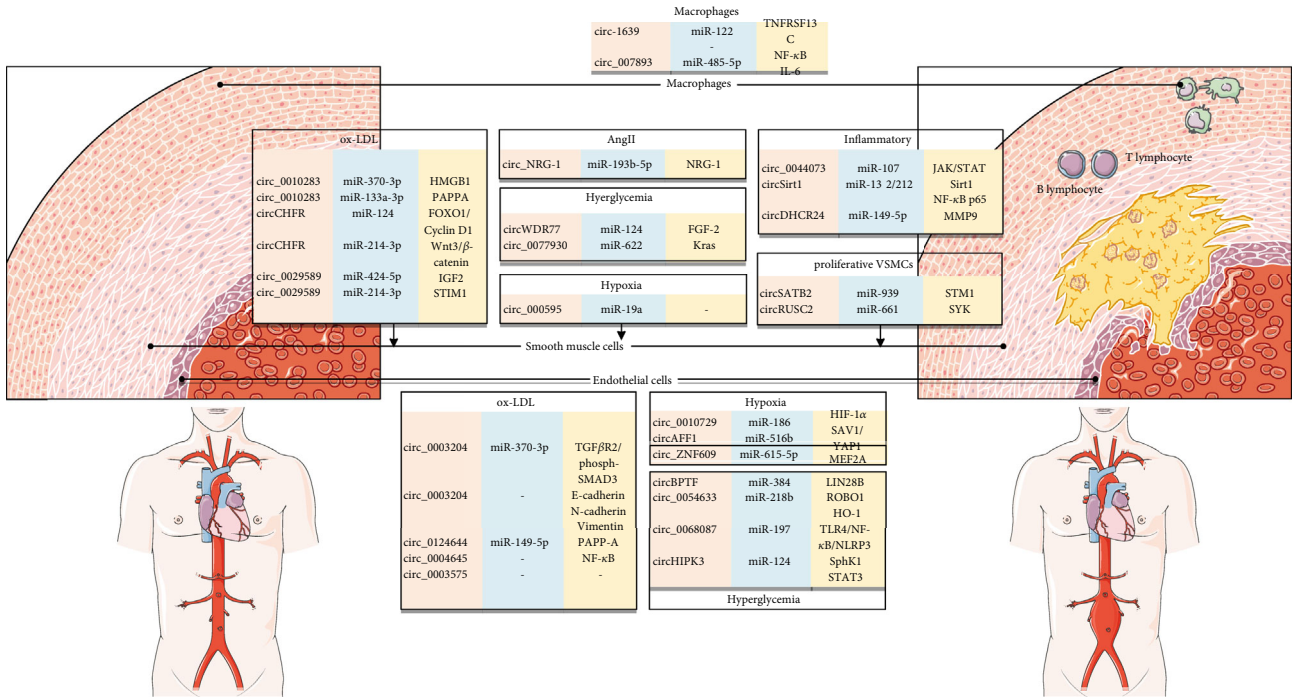 Macrophages
circ-1639 miR-122 TNFRSF13
C
-
circ_007893 miR-485-5p NF-κB
IL-6
Macrophages
ox-LDL
circ_0010283 miR-370-3p HMGB1
circ_0010283 miR-133a-3p PAPPA
circCHFR miR-124 FOXO1/
Cyclin D1
circCHFR miR-214-3p Wnt3/β-
catenin
circ_0029589 miR-424-5p IGF2
circ_0029589 miR-214-3p STIM1
AngII
circ_NRG-1 miR-193b-5p NRG-1
Hyerglycemia
circWDR77 miR-124 FGF-2
circ_0077930 miR-622 Kras
Hypoxia
circ_000595 miR-19a -
Inflammatory
circ_0044073 miR-107 JAK/STAT
circSirt1 miR-13 2/212 Sirt1
NF-κB p65
circDHCR24 miR-149-5p MMP9
proliferative VSMCs
circSATB2 miR-939 STM1
circRUSC2 miR-661 SYK
T lymphocyte
B lymphocyte
Smooth muscle cells
Endothelial cells
ox-LDL
circ_0003204 miR-370-3p TGFβR2/
phosph-
SMAD3
circ_0003204 - E-cadherin
N-cadherin
Vimentin
circ_0124644 miR-149-5p PAPP-A
circ_0004645 - NF-κB
circ_0003575 - -
Hypoxia
circ_0010729 miR-186 HIF-1α
circAFF1 miR-516b SAV1/
YAP1
circ_ZNF609 miR-615-5p MEF2A
circBPTF miR-384 LIN28B
circ_0054633 miR-218b ROBO1
HO-1
circ_0068087 miR-197 TLR4/NF-
κB/NLRP3
circHIPK3 miR-124 SphK1
STAT3
Hyperglycemia